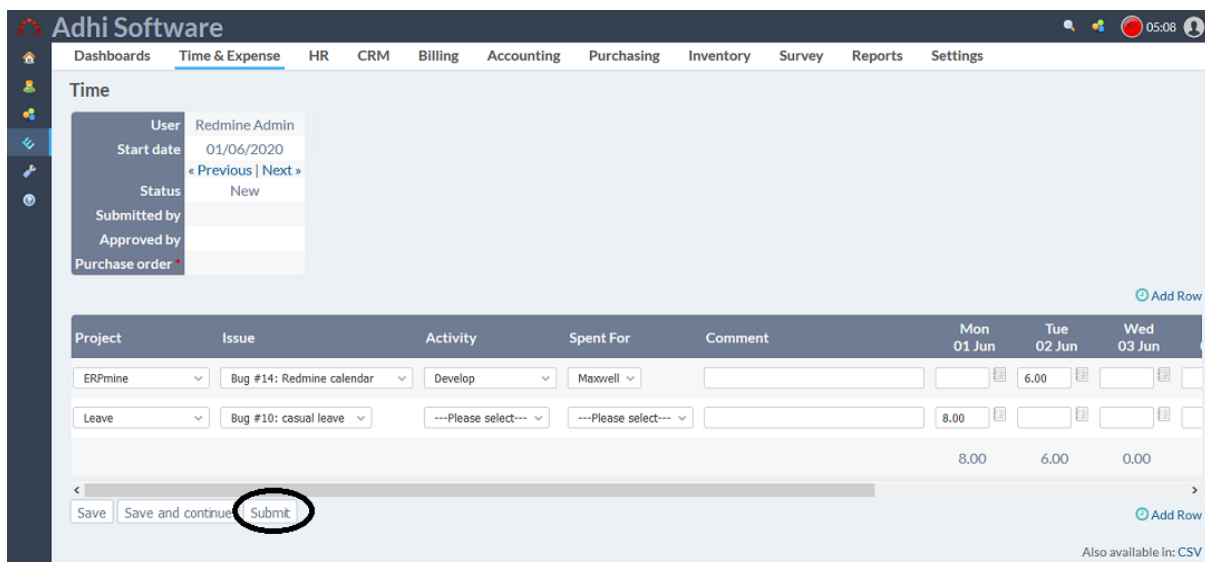 Adhi Software
05:08
Dashboards Time & Expense HR CRM Billing Accounting Purchasing Inventory Survey Reports Settings
Time
User Redmine Admin
Start date 01/06/2020
« Previous | Next »
Status New
Submitted by
Approved by
Purchase order *
Add Row
Project Issue Activity Spent For Comment Mon Tue Wed
01 Jun 02 Jun 03 Jun
ERPmine Bug #14: Redmine calendar Develop Maxwell 6.00
Leave Bug #10: casual leave ---Please select--- ---Please select--- 8.00
8.00 6.00 0.00
Save Save and continue Submit
Add Row
Also available in: CSV